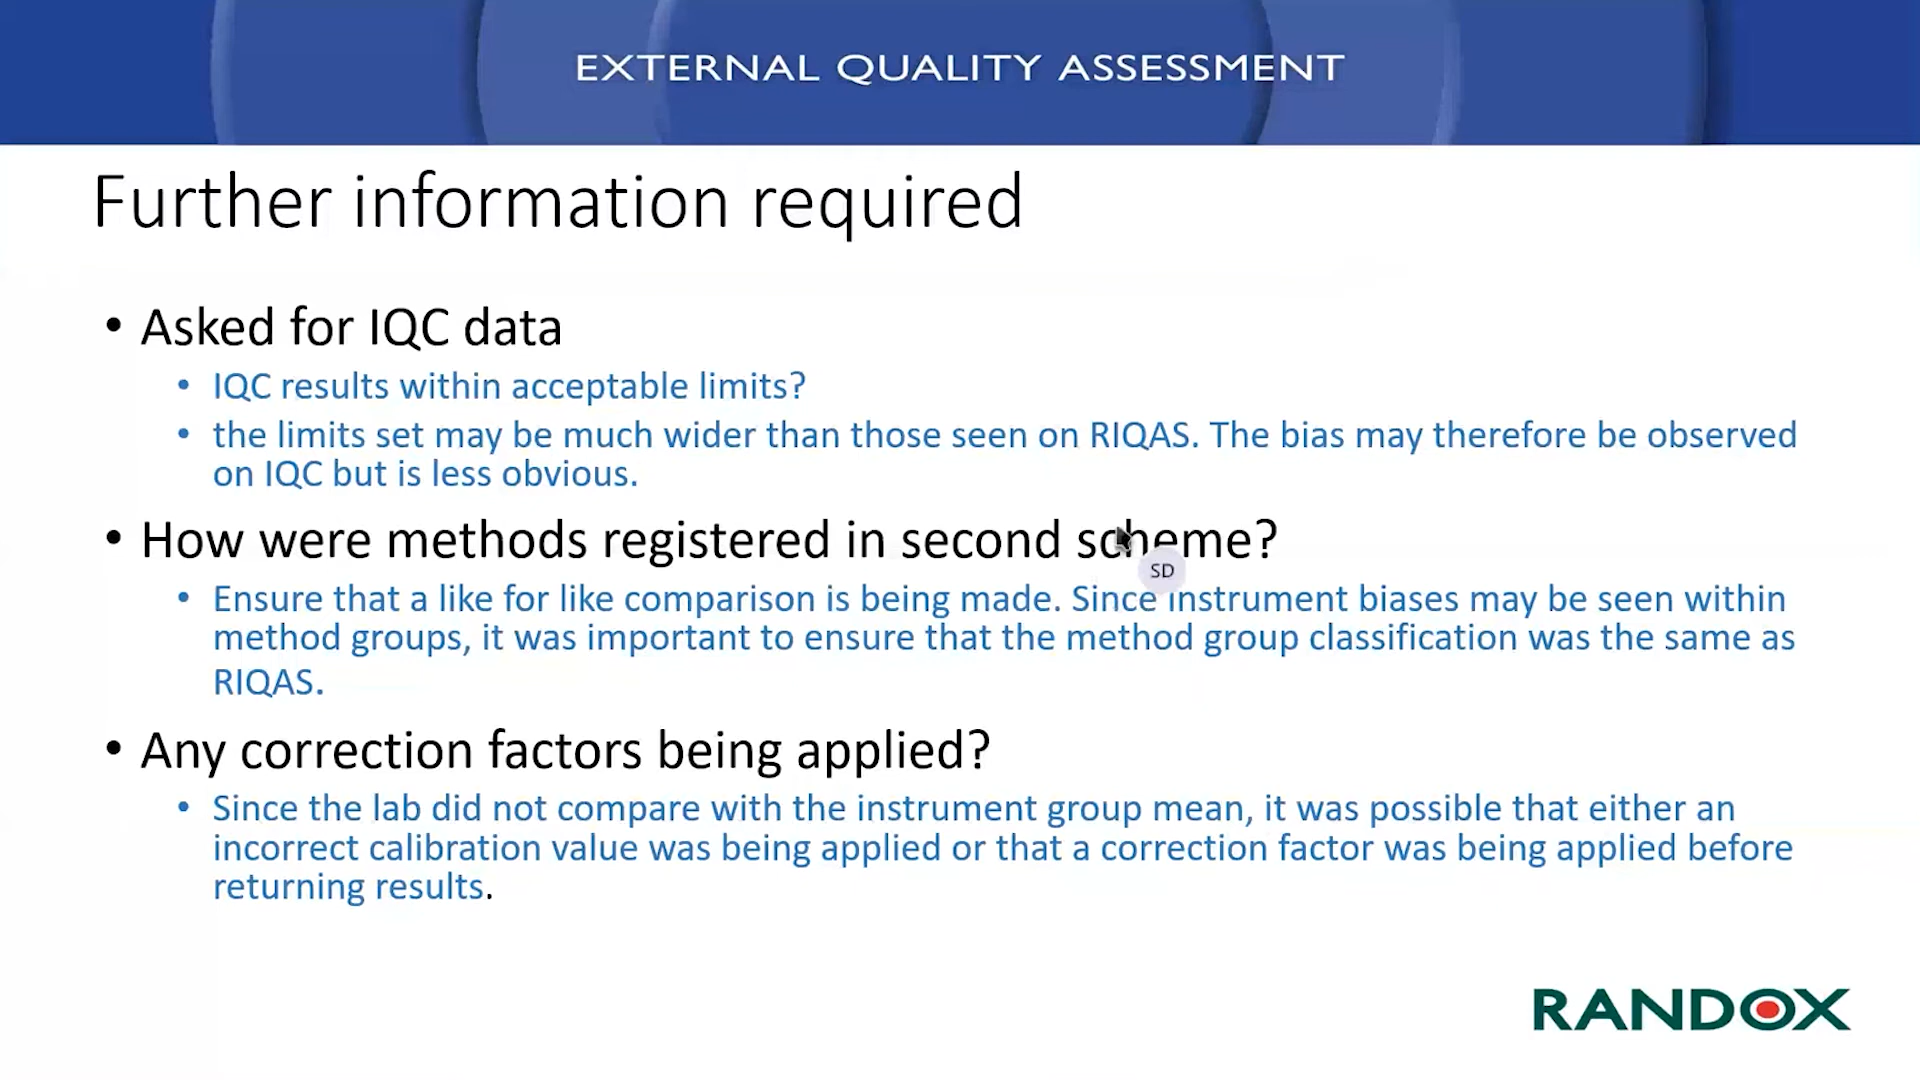 EXTERNAL QUALITY ASSESSMENT
Further information required
• Asked for IQC data
• IQC results within acceptable limits?
• the limits set may be much wider than those seen on RIQAS. The bias may therefore be observed
on IQC but is less obvious.
• How were methods registered in second scheme?
SD
• Ensure that a like for like comparison is being made. Since instrument biases may be seen within
method groups, it was important to ensure that the method group classification was the same as
RIQAS.
• Any correction factors being applied?
• Since the lab did not compare with the instrument group mean, it was possible that either an
incorrect calibration value was being applied or that a correction factor was being applied before
returning results.
RANDOX